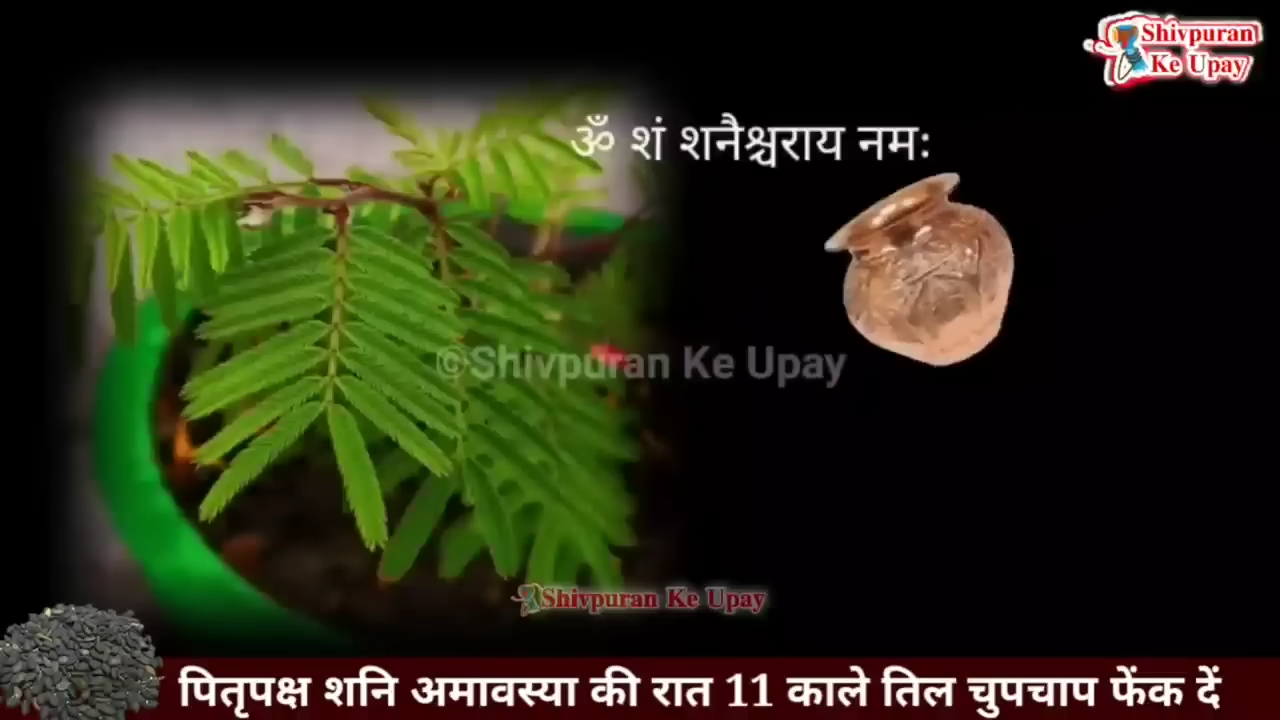 Shivpuran
Ke Upay
ॐ शं शनैश्चराय नमः
©Shivpuran Ke Upay
Shivpuran Ke Upay
पितृपक्ष शनि अमावस्या की रात 11 काले तिल चुपचाप फेंक दें